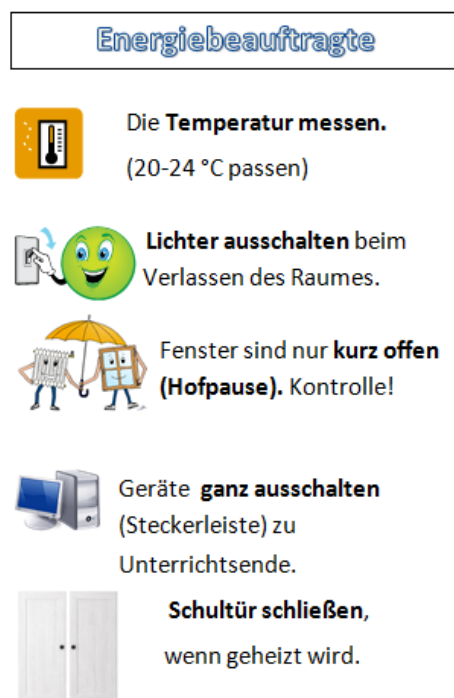 Energiebeauftragte
Die Temperatur messen.
(20-24 °C passen)
Lichter ausschalten beim
Verlassen des Raumes.
Fenster sind nur kurz offen
(Hofpause). Kontrolle!
Geräte ganz ausschalten
(Steckerleiste) zu
Unterrichtsende.
Schultür schließen,
wenn geheizt wird.